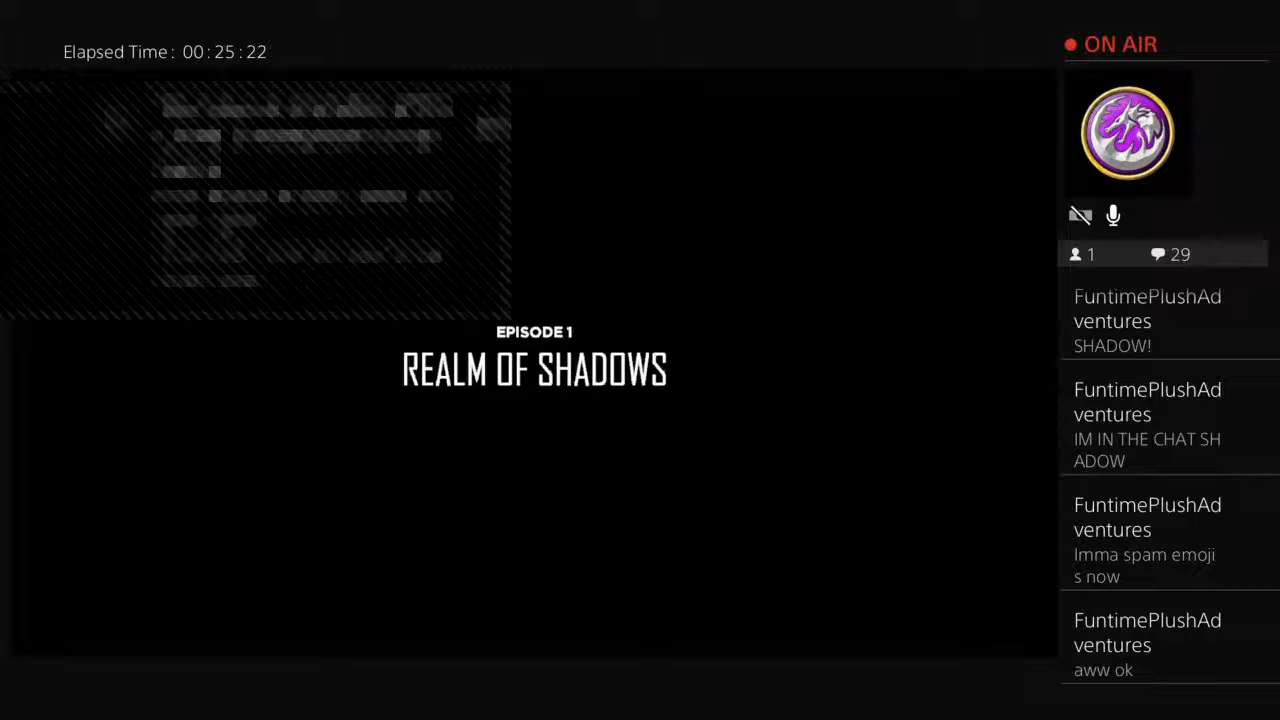 Elapsed Time: 00:25:22
ON AIR
1 29
FuntimePlushAd
ventures
SHADOW!
FuntimePlushAd
ventures
IM IN THE CHAT SH
ADOW
FuntimePlushAd
ventures
Imma spam emoji
s now
FuntimePlushAd
ventures
aww ok
EPISODE 1
REALM OF SHADOWS